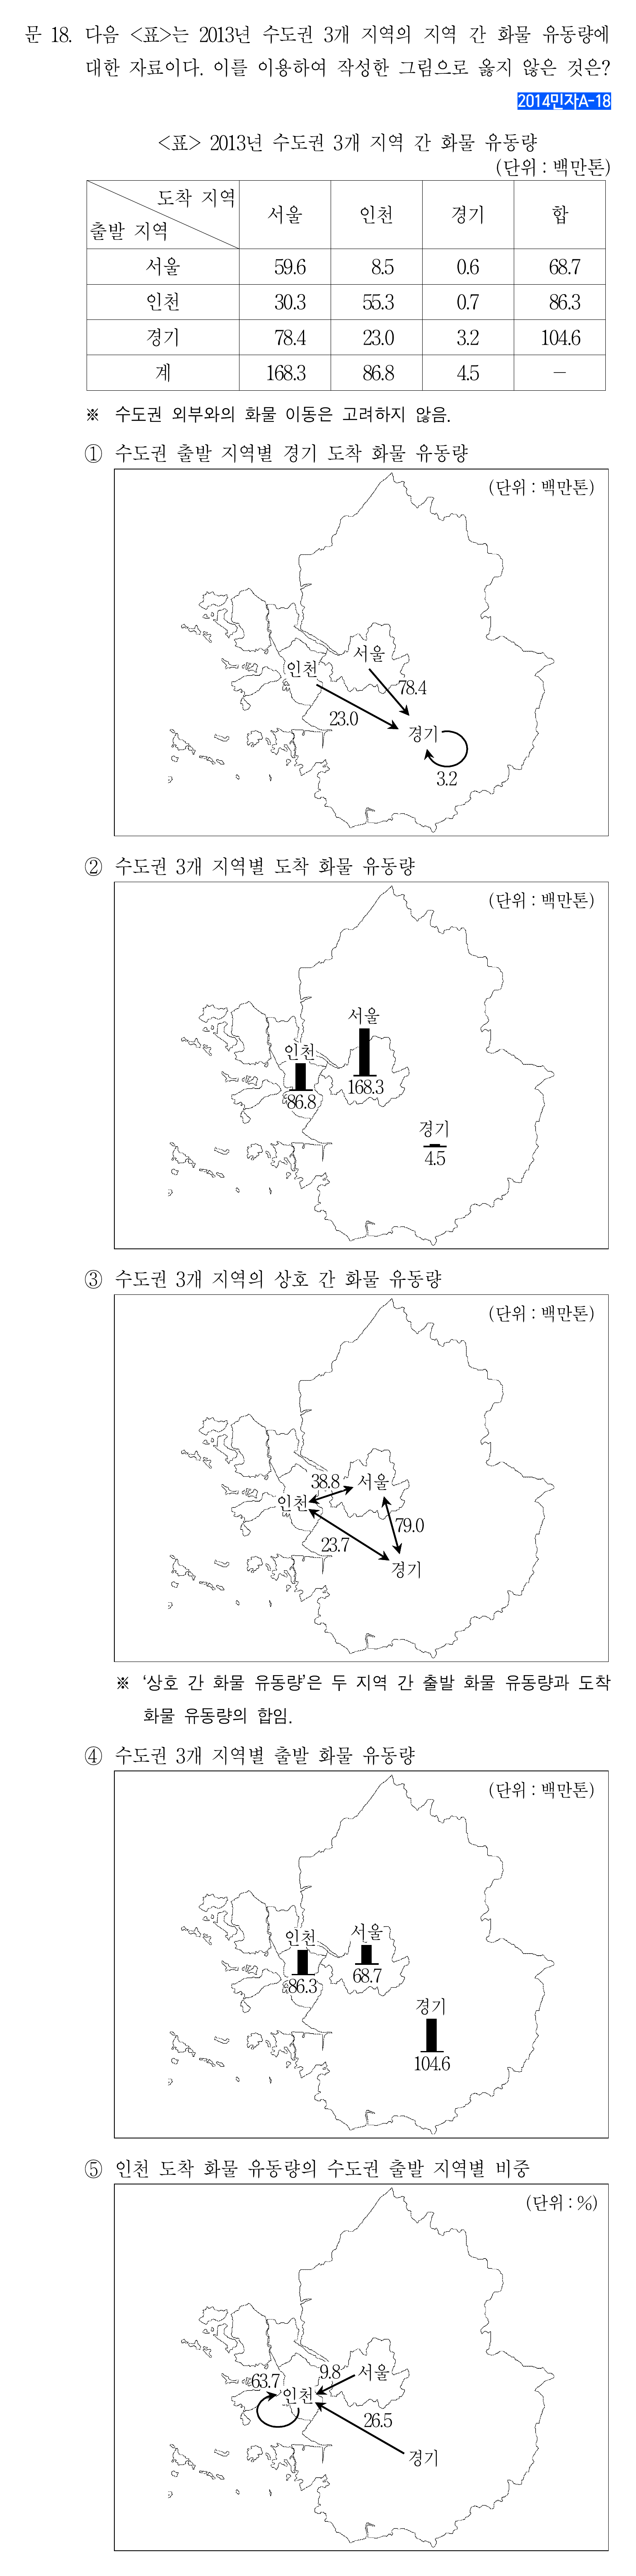 문 18. 다음 <표>는 2013년 수도권 3개 지역의 지역 간 화물 유동량에
대한 자료이다. 이를 이용하여 작성한 그림으로 옳지 않은 것은?
2014민자A-18
<표> 2013년 수도권 3개 지역 간 화물 유동량
(단위 : 백만톤)
도착 지역
출발 지역
서울 인천 경기 합
서울 59.6 8.5 0.6 68.7
인천 30.3 55.3 0.7 86.3
경기 78.4 23.0 3.2 104.6
계 168.3 86.8 4.5 －
※ 수도권 외부와의 화물 이동은 고려하지 않음.
① 수도권 출발 지역별 경기 도착 화물 유동량
(단위 : 백만톤)
서울
인천
78.4
23.0
경기
3.2
② 수도권 3개 지역별 도착 화물 유동량
(단위 : 백만톤)
서울
인천
168.3
86.8
경기
4.5
③ 수도권 3개 지역의 상호 간 화물 유동량
(단위 : 백만톤)
38.8
서울
인천
79.0
23.7
경기
※ ‘상호 간 화물 유동량’은 두 지역 간 출발 화물 유동량과 도착
화물 유동량의 합임.
④ 수도권 3개 지역별 출발 화물 유동량
(단위 : 백만톤)
서울
인천
68.7
86.3
경기
104.6
⑤ 인천 도착 화물 유동량의 수도권 출발 지역별 비중
(단위 : %)
9.8
서울
63.7
인천
26.5
경기